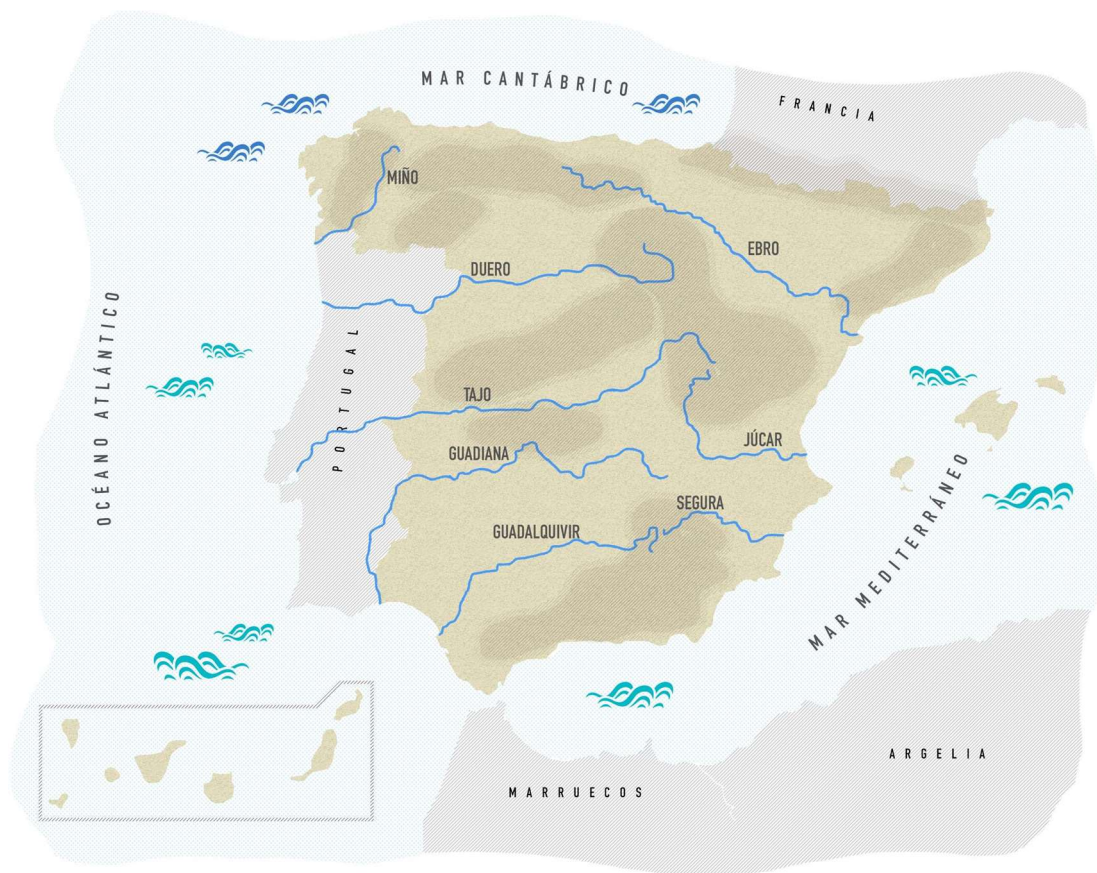 MAR CANTÁBRICO
FRANCIA
MIÑO
EBRO
DUERO
OCÉANO ATLÁNTICO
PORTUGAL
TAJO
GUADIANA
JÚCAR
SEGURA
GUADALQUIVIR
MAR MEDITERRÁNEO
ARGELIA
MARRUECOS